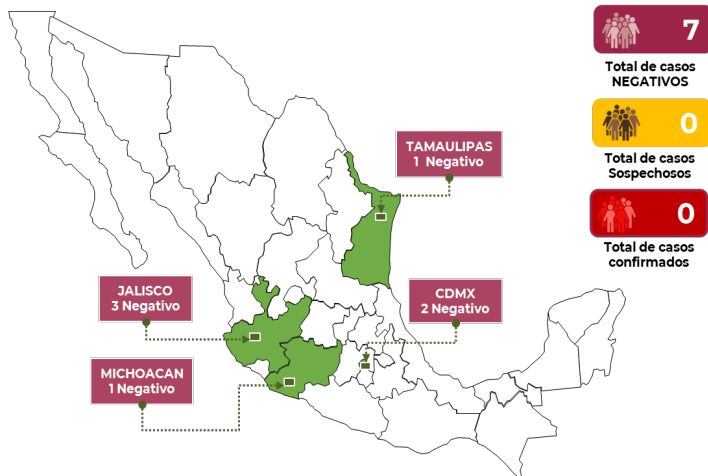 7
Total de casos
NEGATIVOS
0
Total de casos
Sospechosos
0
Total de casos
confirmados
TAMAULIPAS
1 Negativo
JALISCO
3 Negativo
CDMX
2 Negativo
MICHOACAN
1 Negativo